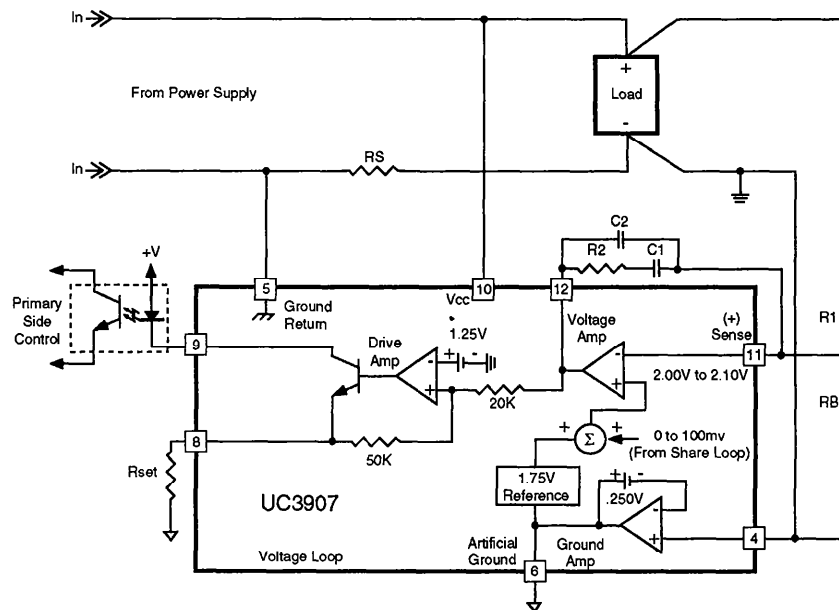 In
From Power Supply
+
Load
-
In
RS
C2
R2
C1
+V
5
10
12
Primary
Side
Control
Ground
Return
Vcc
Voltage
Amp
(+)
Sense
R1
9
Drive
Amp
1.25V
+ -
-
+
-
+
11
2.00V to 2.10V
20K
RB
8
50K
+ Σ +
0 to 100mv
(From Share Loop)
Rset
1.75V
Reference
+ -
.250V
-
+
4
UC3907
Voltage Loop
Artificial
Ground
Ground
Amp
6